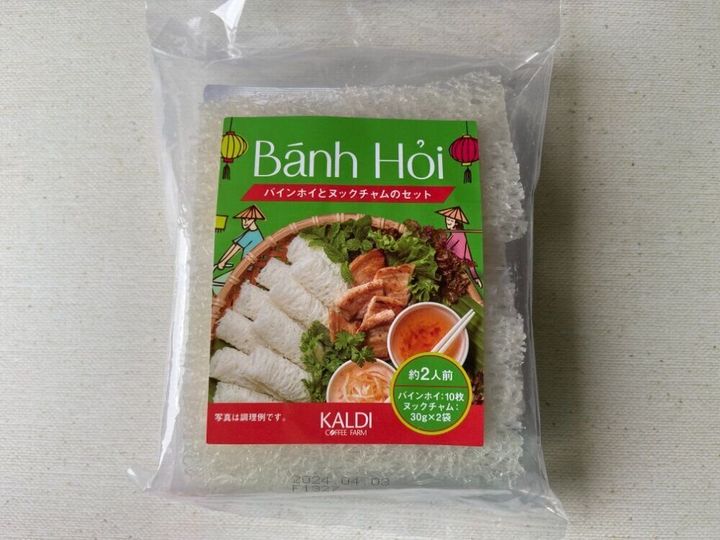 Bánh Hỏi
バインホイとヌックチャムのセット
約2人前
バインホイ:10枚
ヌックチャム:
30g×2袋
写真は調理例です。
KALDI
COFFEE FARM
2024.04.03
F1327